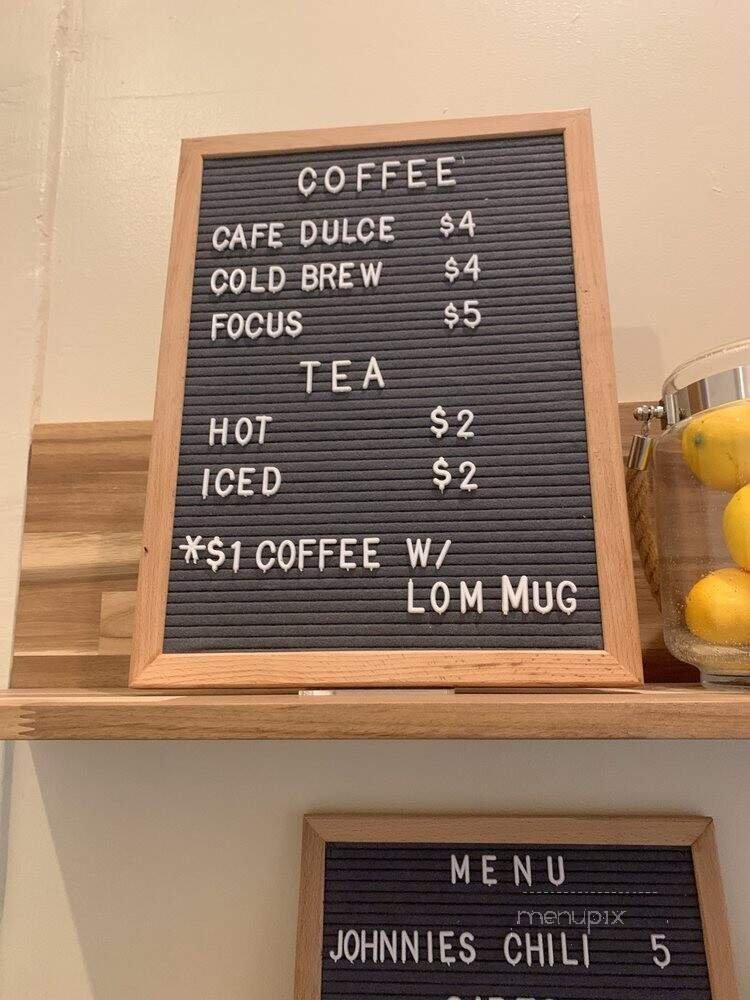 COFFEE
CAFE DULCE $4
COLD BREW $4
FOCUS $5
TEA
HOT $2
ICED $2
*$1 COFFEE W/
LOM MUG
MENU
menupix
JOHNNIES CHILI 5